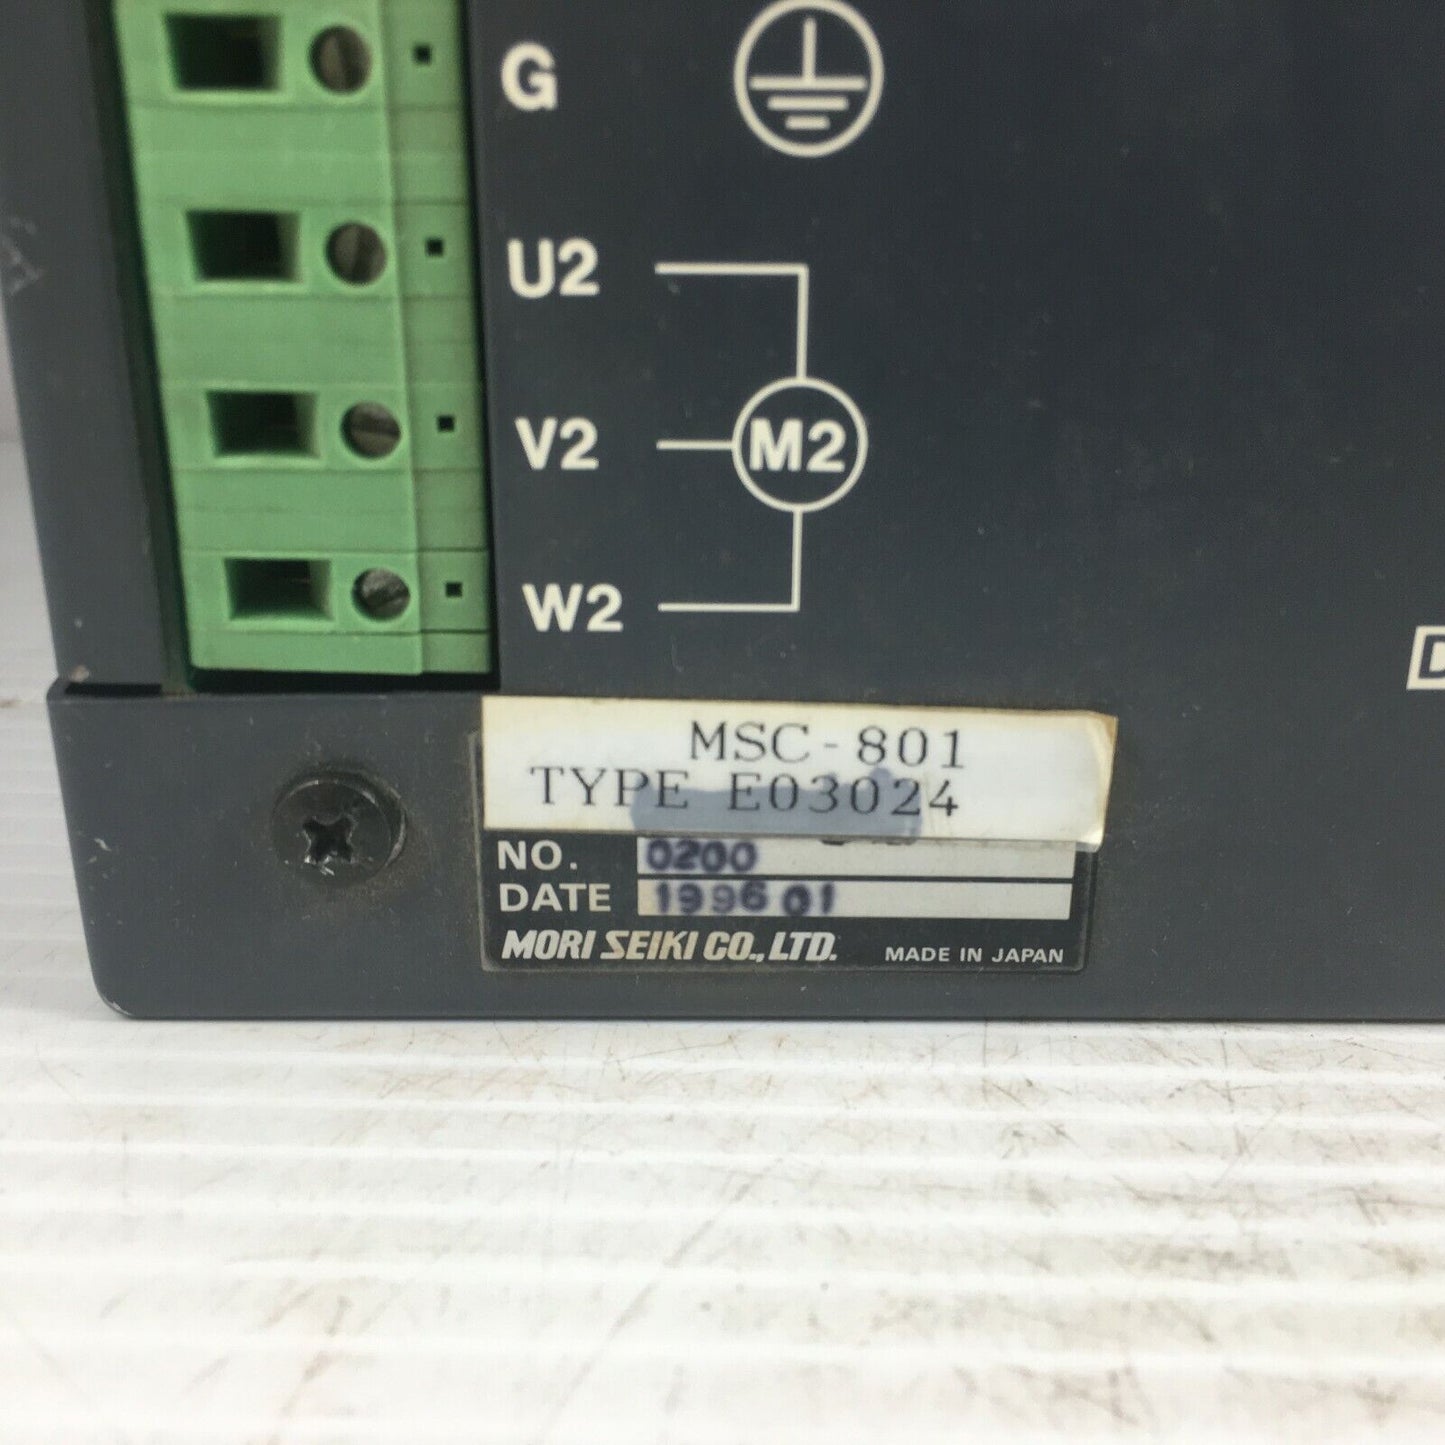 G
U2
V2
M2
W2
MSC-801
TYPE E03024
NO. 0200
DATE 1996 01
MORI SEIKI CO., LTD. MADE IN JAPAN